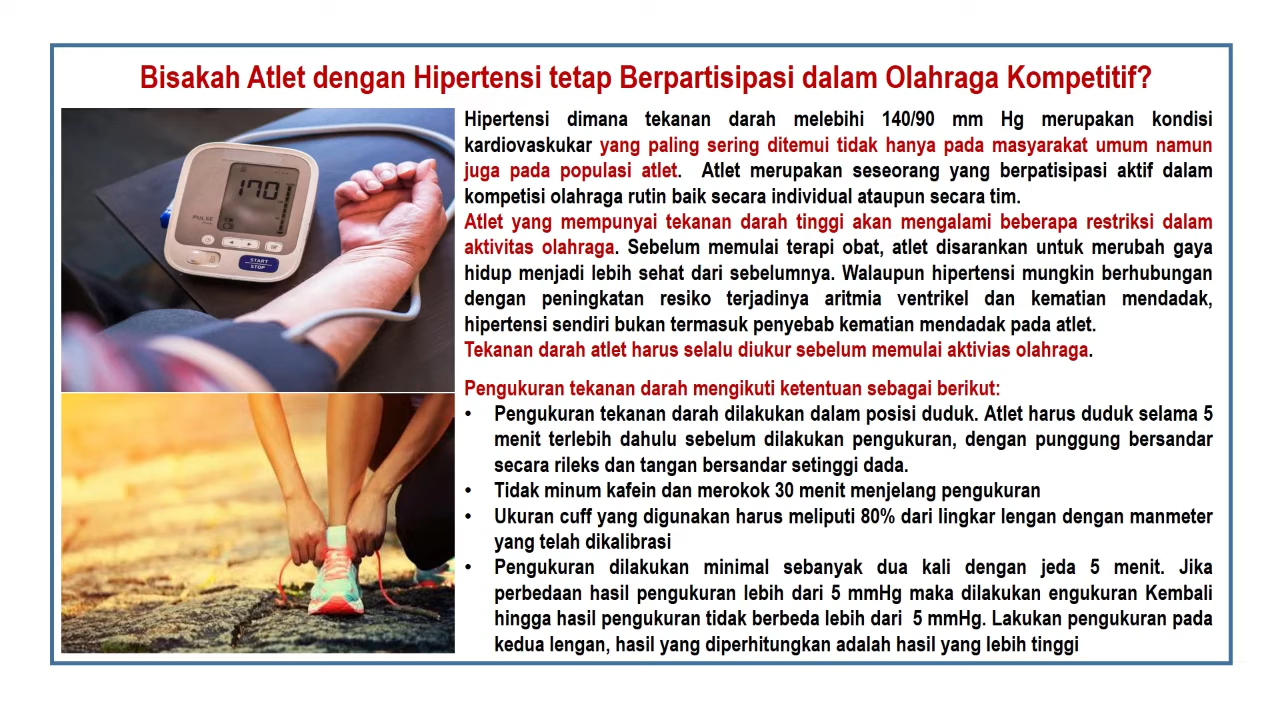 Bisakah Atlet dengan Hipertensi tetap Berpartisipasi dalam Olahraga Kompetitif?
170
PULSE
START
STOP
Hipertensi dimana tekanan darah melebihi 140/90 mm Hg merupakan kondisi
kardiovaskukar yang paling sering ditemui tidak hanya pada masyarakat umum namun
juga pada populasi atlet. Atlet merupakan seseorang yang berpatisipasi aktif dalam
kompetisi olahraga rutin baik secara individual ataupun secara tim.
Atlet yang mempunyai tekanan darah tinggi akan mengalami beberapa restriksi dalam
aktivitas olahraga. Sebelum memulai terapi obat, atlet disarankan untuk merubah gaya
hidup menjadi lebih sehat dari sebelumnya. Walaupun hipertensi mungkin berhubungan
dengan peningkatan resiko terjadinya aritmia ventrikel dan kematian mendadak,
hipertensi sendiri bukan termasuk penyebab kematian mendadak pada atlet.
Tekanan darah atlet harus selalu diukur sebelum memulai aktivias olahraga.
Pengukuran tekanan darah mengikuti ketentuan sebagai berikut:
• Pengukuran tekanan darah dilakukan dalam posisi duduk. Atlet harus duduk selama 5
menit terlebih dahulu sebelum dilakukan pengukuran, dengan punggung bersandar
secara rileks dan tangan bersandar setinggi dada.
• Tidak minum kafein dan merokok 30 menit menjelang pengukuran
• Ukuran cuff yang digunakan harus meliputi 80% dari lingkar lengan dengan manmeter
yang telah dikalibrasi
• Pengukuran dilakukan minimal sebanyak dua kali dengan jeda 5 menit. Jika
perbedaan hasil pengukuran lebih dari 5 mmHg maka dilakukan engukuran Kembali
hingga hasil pengukuran tidak berbeda lebih dari 5 mmHg. Lakukan pengukuran pada
kedua lengan, hasil yang diperhitungkan adalah hasil yang lebih tinggi